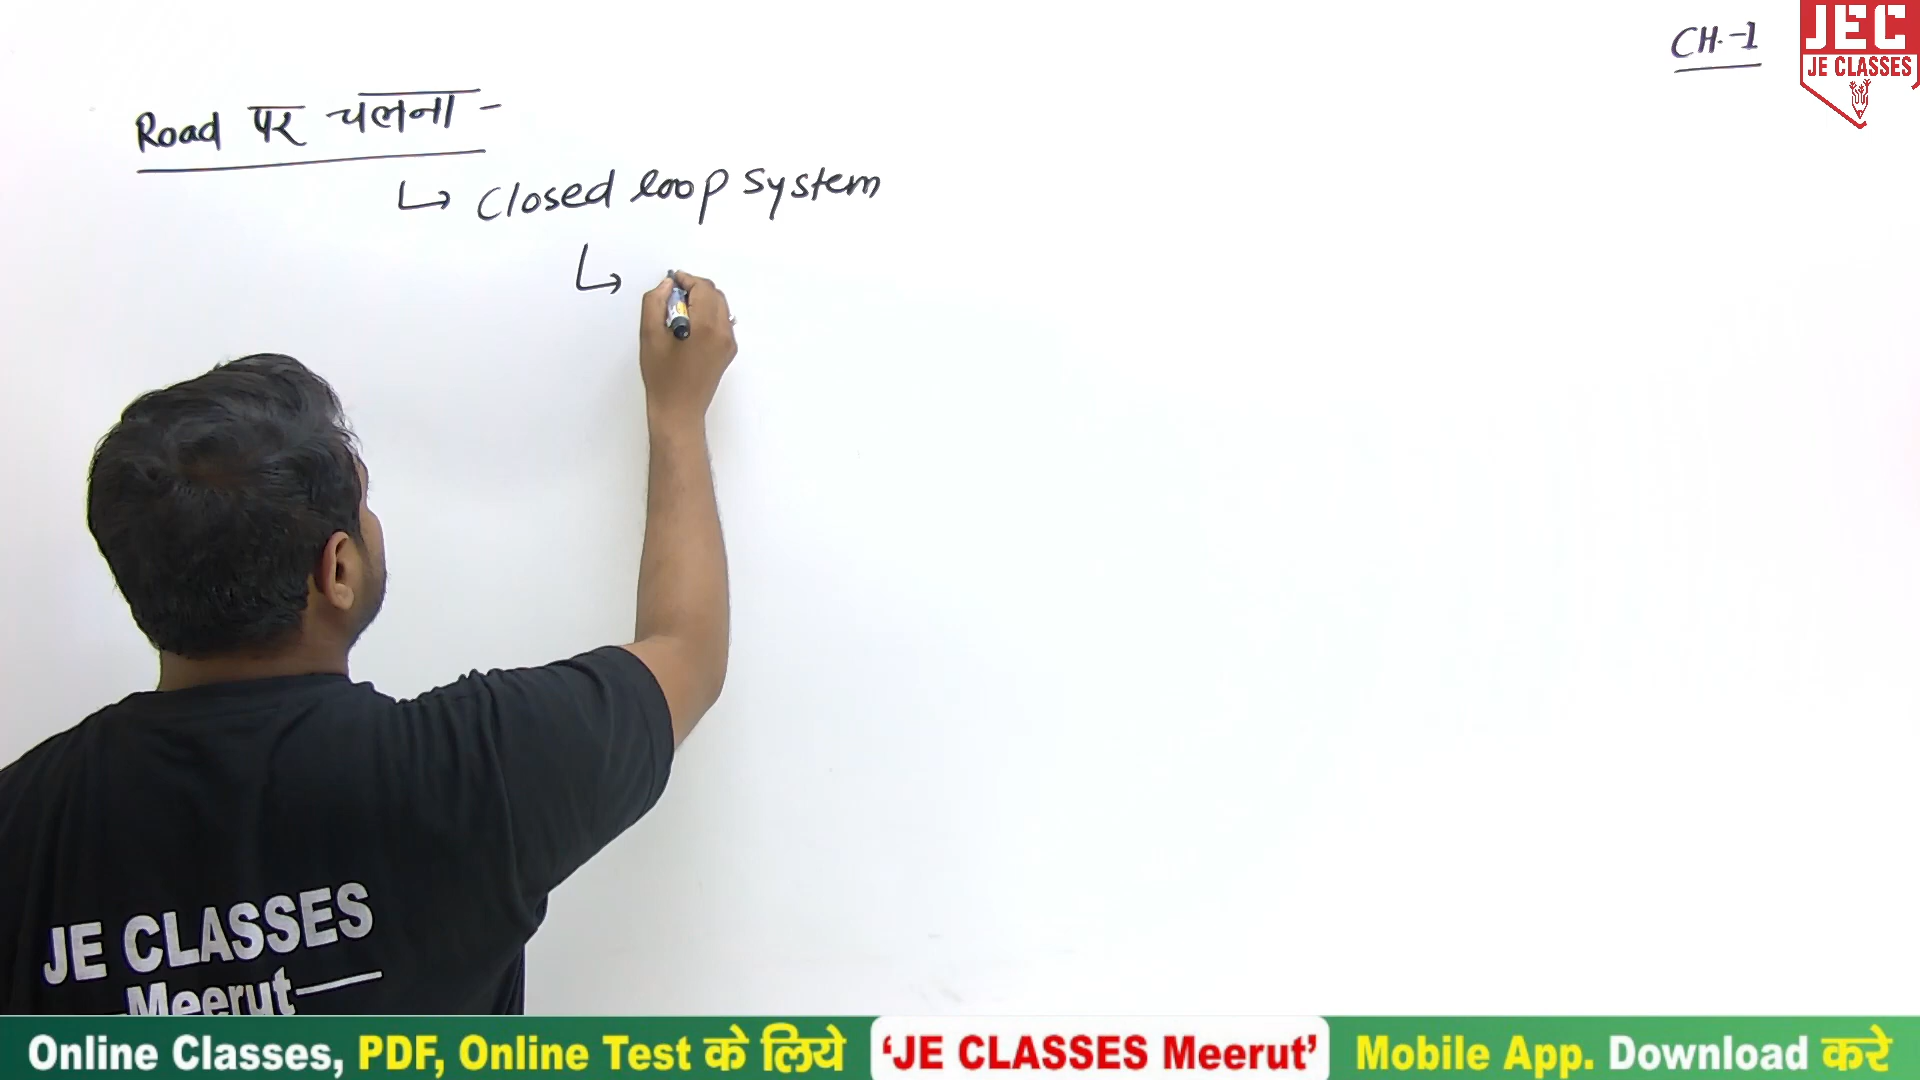 CH.-1
JEC
JE CLASSES
Road पर चलना -
↳ Closed loop system
↳
JE CLASSES
Meerut
Online Classes, PDF, Online Test के लिये 'JE CLASSES Meerut' Mobile App. Download करे